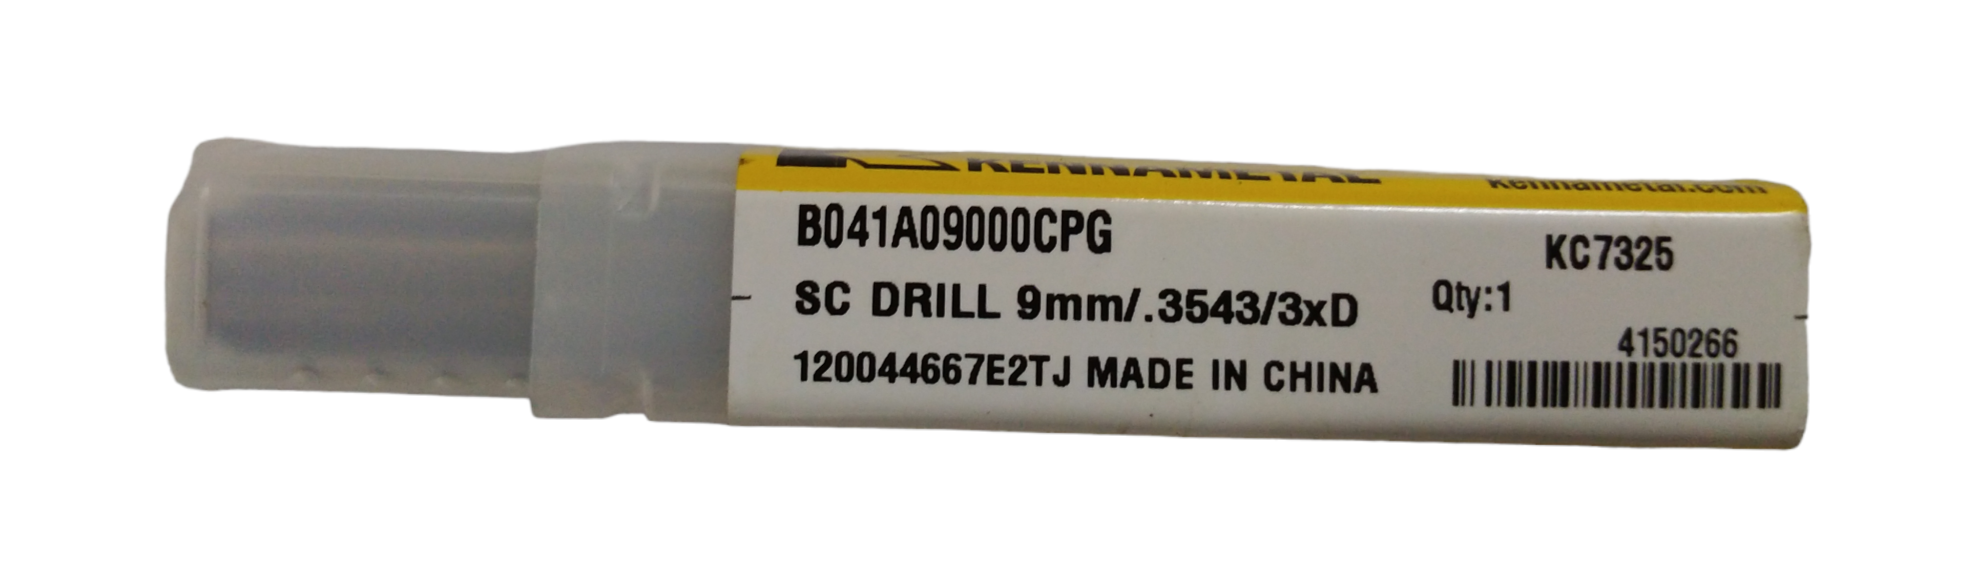 KENNAMETAL
kennametal.com
B041A09000CPG
KC7325
SC DRILL 9mm/.3543/3xD
Qty:1
4150266
120044667E2TJ MADE IN CHINA